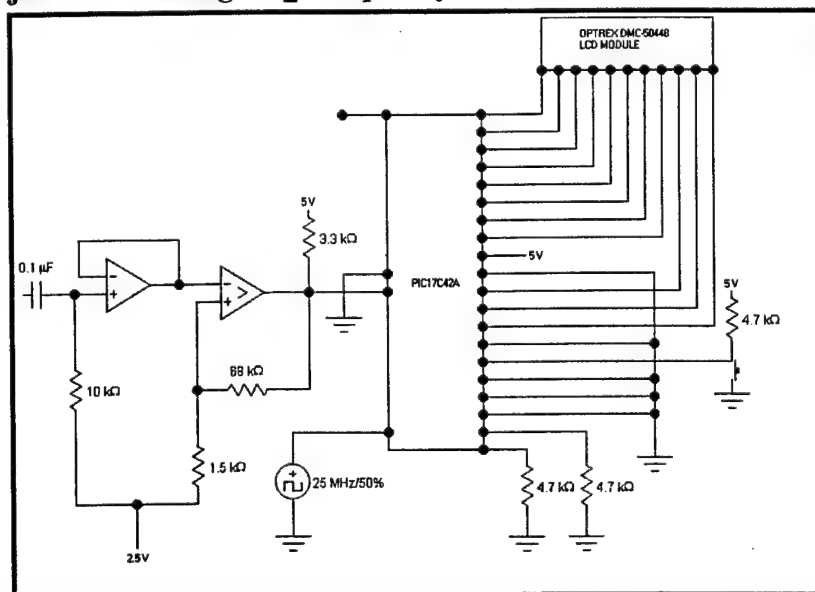 OPTREX DMC-50448
LCD MODULE
5V
3.3 kΩ
0.1 µF
PIC17C42A
5V
5V
4.7 kΩ
68 kΩ
10 kΩ
1.5 kΩ
25 MHz/50%
4.7 kΩ
4.7 kΩ
2.5V